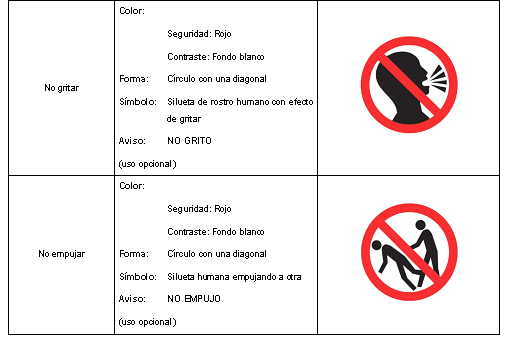 Color:
Seguridad: Rojo
Contraste: Fondo blanco
No gritar
Forma: Círculo con una diagonal
Símbolo: Silueta de rostro humano con efecto
de gritar
Aviso: NO GRITO
(uso opcional)
Color:
Seguridad: Rojo
Contraste: Fondo blanco
No empujar
Forma: Círculo con una diagonal
Símbolo: Silueta humana empujando a otra
Aviso: NO EMPUJO
(uso opcional)